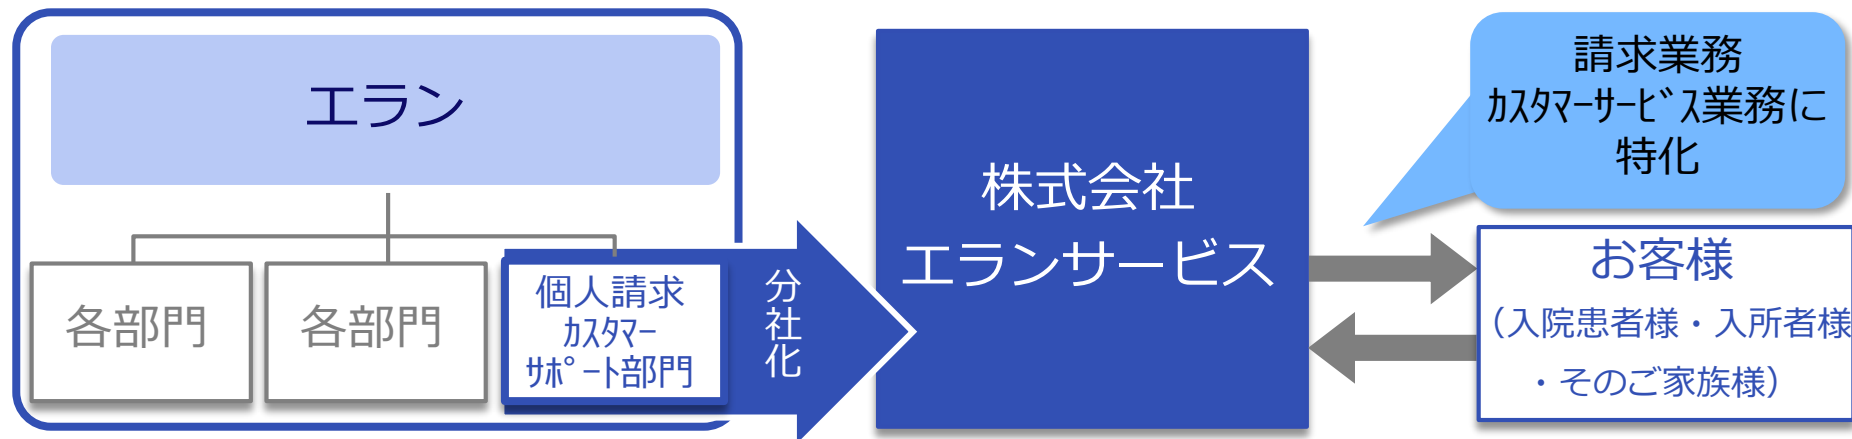 エラン
各部門
各部門
個人請求
ｶｽﾀﾏｰ
ｻﾎﾟｰﾄ部門
分社化
株式会社
エランサービス
請求業務
ｶｽﾀﾏｰｻｰﾋﾞｽ業務に
特化
お客様
（入院患者様・入所者様
・そのご家族様）